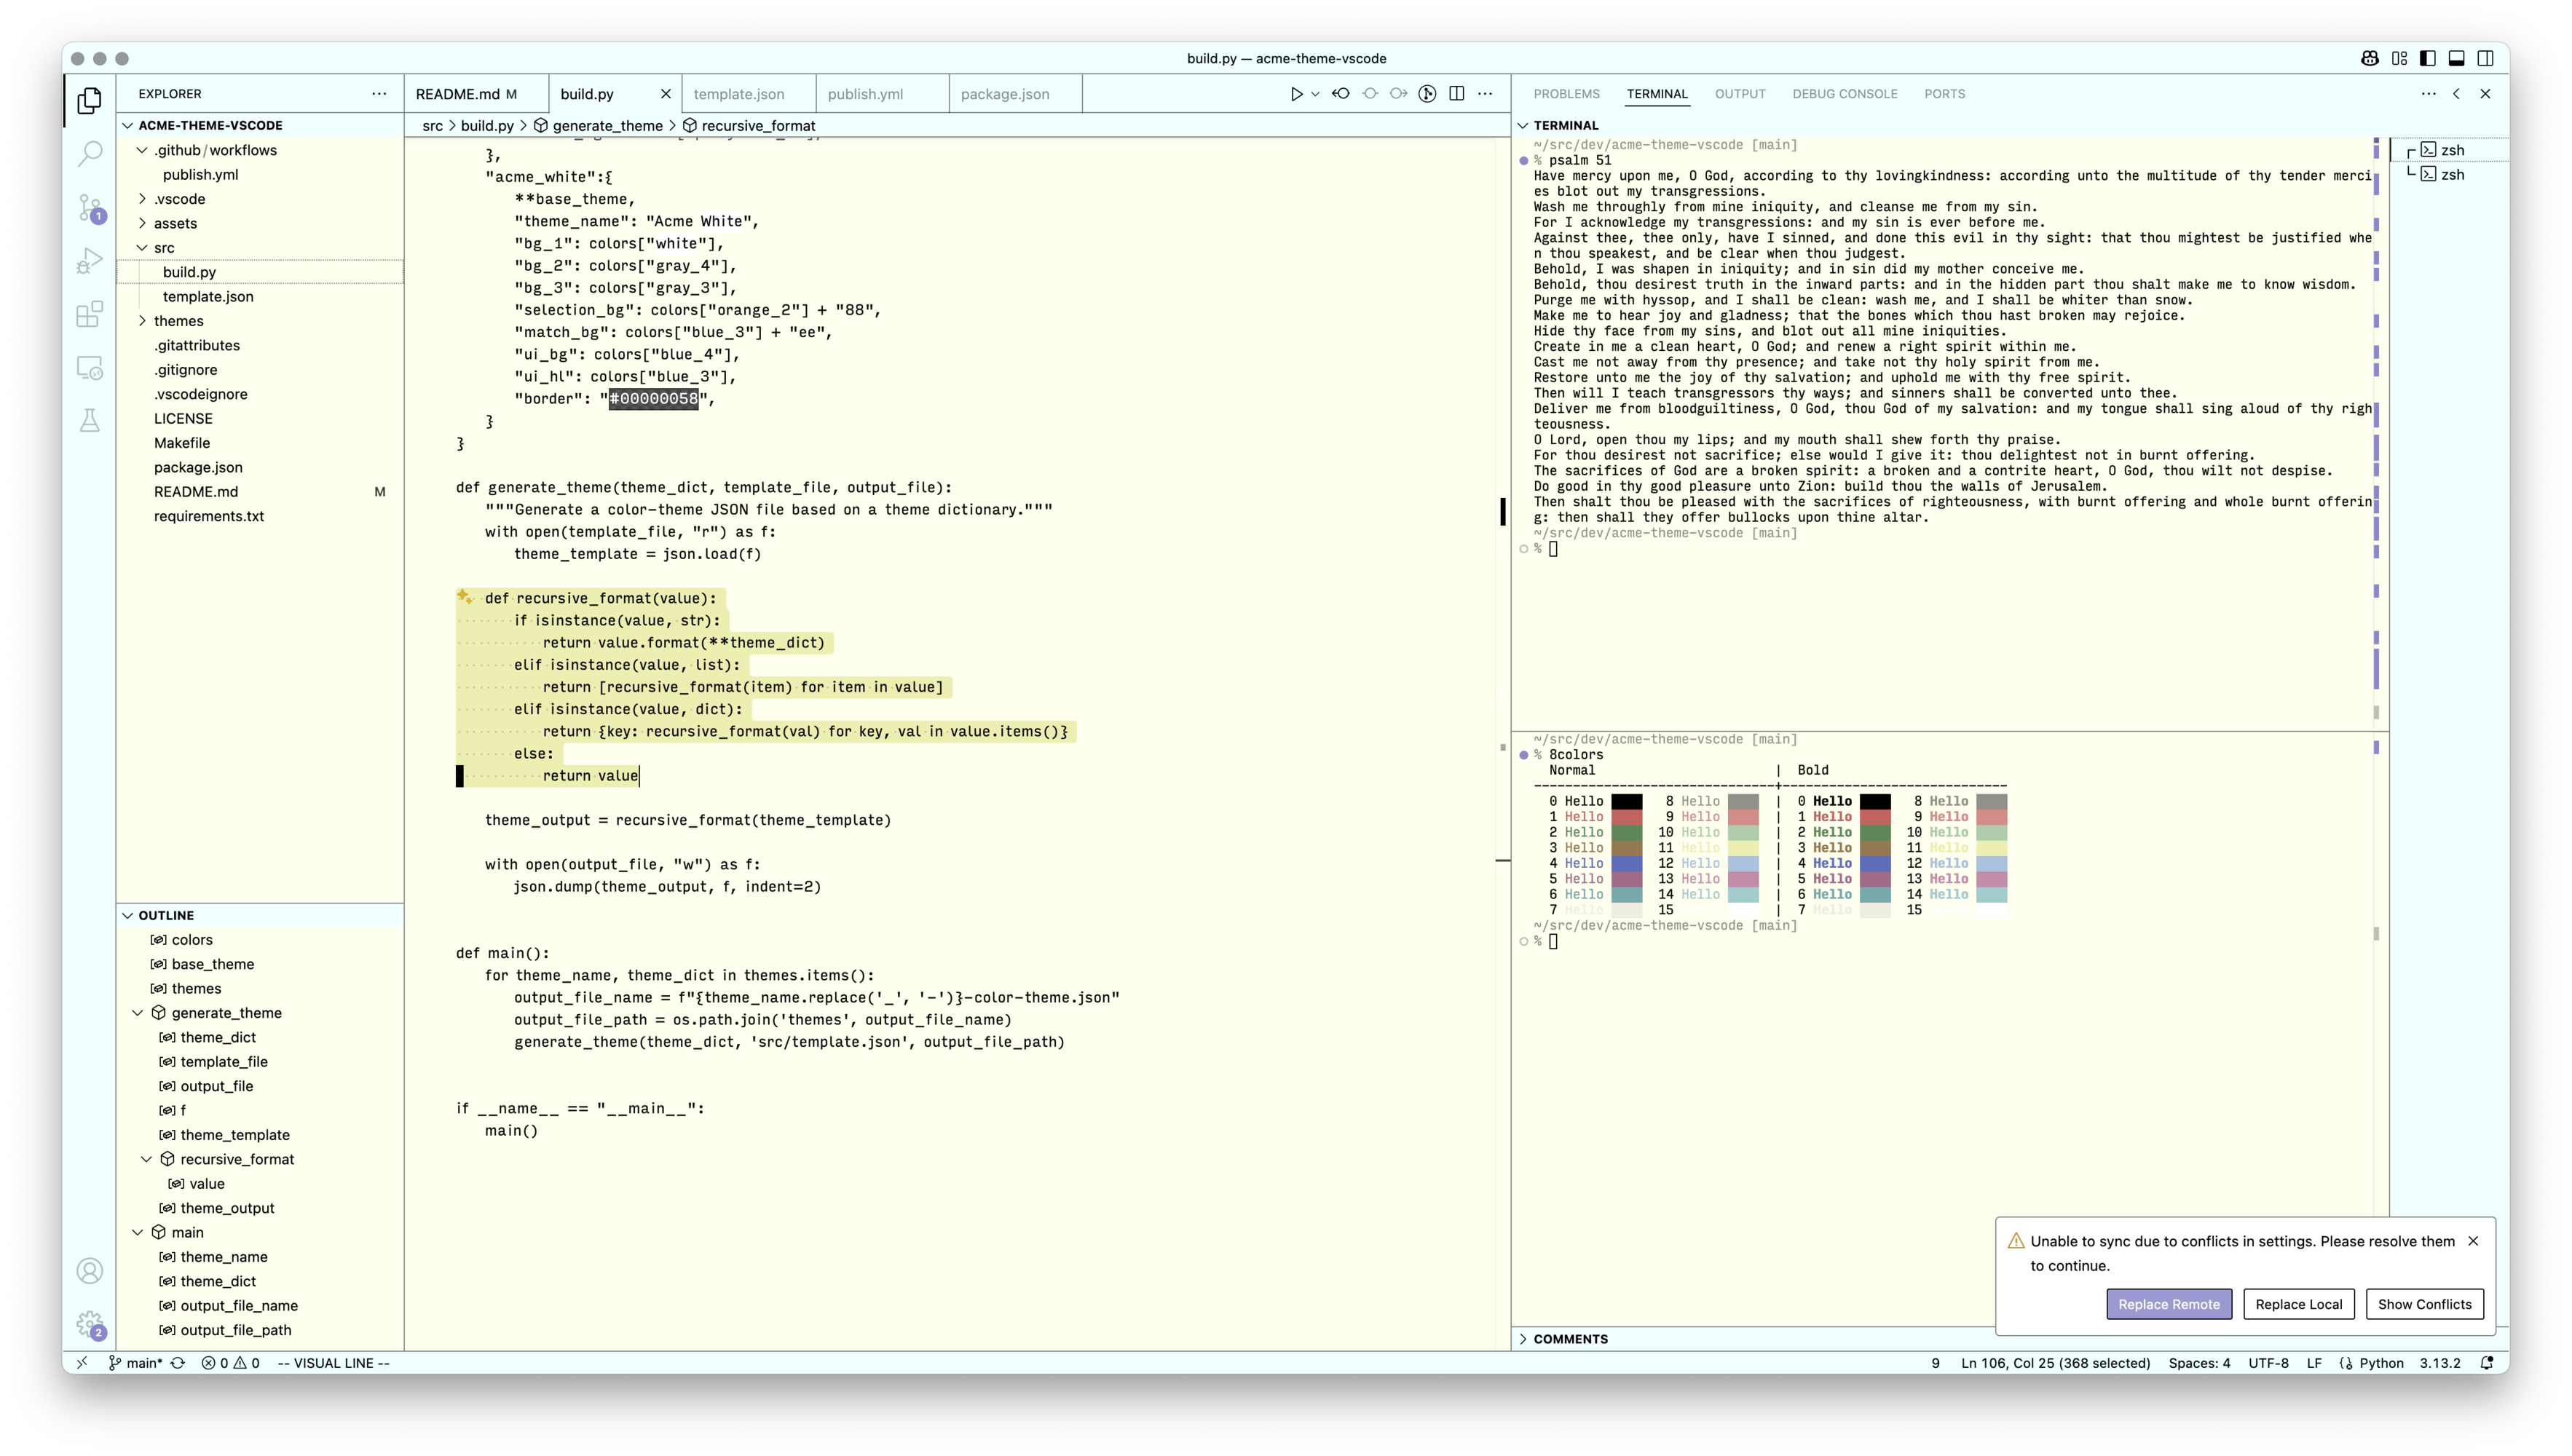 build.py — acme-theme-vscode
EXPLORER
ACME-THEME-VSCODE
.github / workflows
publish.yml
.vscode
assets
src
build.py
template.json
themes
.gitattributes
.gitignore
.vscodeignore
LICENSE
Makefile
package.json
README.md M
requirements.txt
OUTLINE
colors
base_theme
themes
generate_theme
theme_dict
template_file
output_file
f
theme_template
recursive_format
value
theme_output
main
theme_name
theme_dict
output_file_name
output_file_path
1
2
README.md M
build.py
template.json
publish.yml
package.json
src > build.py > generate_theme > recursive_format
},
"acme_white":{
**base_theme,
"theme_name": "Acme White",
"bg_1": colors["white"],
"bg_2": colors["gray_4"],
"bg_3": colors["gray_3"],
"selection_bg": colors["orange_2"] + "88",
"match_bg": colors["blue_3"] + "ee",
"ui_bg": colors["blue_4"],
"ui_hl": colors["blue_3"],
"border": "#00000058",
}
}
def generate_theme(theme_dict, template_file, output_file):
"""Generate a color-theme JSON file based on a theme dictionary."""
with open(template_file, "r") as f:
theme_template = json.load(f)
def recursive_format(value):
if isinstance(value, str):
return value.format(**theme_dict)
elif isinstance(value, list):
return [recursive_format(item) for item in value]
elif isinstance(value, dict):
return {key: recursive_format(val) for key, val in value.items()}
else:
return value
theme_output = recursive_format(theme_template)
with open(output_file, "w") as f:
json.dump(theme_output, f, indent=2)
def main():
for theme_name, theme_dict in themes.items():
output_file_name = f"{theme_name.replace('_', '-')}-color-theme.json"
output_file_path = os.path.join('themes', output_file_name)
generate_theme(theme_dict, 'src/template.json', output_file_path)
if __name__ == "__main__":
main()
PROBLEMS TERMINAL OUTPUT DEBUG CONSOLE PORTS
TERMINAL
~/src/dev/acme-theme-vscode [main]
% psalm 51
Have mercy upon me, O God, according to thy lovingkindness: according unto the multitude of thy tender merci
es blot out my transgressions.
Wash me throughly from mine iniquity, and cleanse me from my sin.
For I acknowledge my transgressions: and my sin is ever before me.
Against thee, thee only, have I sinned, and done this evil in thy sight: that thou mightest be justified whe
n thou speakest, and be clear when thou judgest.
Behold, I was shapen in iniquity; and in sin did my mother conceive me.
Behold, thou desirest truth in the inward parts: and in the hidden part thou shalt make me to know wisdom.
Purge me with hyssop, and I shall be clean: wash me, and I shall be whiter than snow.
Make me to hear joy and gladness; that the bones which thou hast broken may rejoice.
Hide thy face from my sins, and blot out all mine iniquities.
Create in me a clean heart, O God; and renew a right spirit within me.
Cast me not away from thy presence; and take not thy holy spirit from me.
Restore unto me the joy of thy salvation; and uphold me with thy free spirit.
Then will I teach transgressors thy ways; and sinners shall be converted unto thee.
Deliver me from bloodguiltiness, O God, thou God of my salvation: and my tongue shall sing aloud of thy righ
teousness.
O Lord, open thou my lips; and my mouth shall shew forth thy praise.
For thou desirest not sacrifice; else would I give it: thou delightest not in burnt offering.
The sacrifices of God are a broken spirit: a broken and a contrite heart, O God, thou wilt not despise.
Do good in thy good pleasure unto Zion: build thou the walls of Jerusalem.
Then shalt thou be pleased with the sacrifices of righteousness, with burnt offering and whole burnt offerin
g: then shall they offer bullocks upon thine altar.
~/src/dev/acme-theme-vscode [main]
%
zsh
zsh
~/src/dev/acme-theme-vscode [main]
% 8colors
Normal | Bold
----------------------------+-----------------------------
0 Hello 8 Hello | 0 Hello 8 Hello
1 Hello 9 Hello | 1 Hello 9 Hello
2 Hello 10 Hello | 2 Hello 10 Hello
3 Hello 11 Hello | 3 Hello 11 Hello
4 Hello 12 Hello | 4 Hello 12 Hello
5 Hello 13 Hello | 5 Hello 13 Hello
6 Hello 14 Hello | 6 Hello 14 Hello
7 Hello 15 | 7 Hello 15
~/src/dev/acme-theme-vscode [main]
%
Unable to sync due to conflicts in settings. Please resolve them
to continue.
Replace Remote Replace Local Show Conflicts
COMMENTS
main* 0 0 -- VISUAL LINE --
9 Ln 106, Col 25 (368 selected) Spaces: 4 UTF-8 LF Python 3.13.2